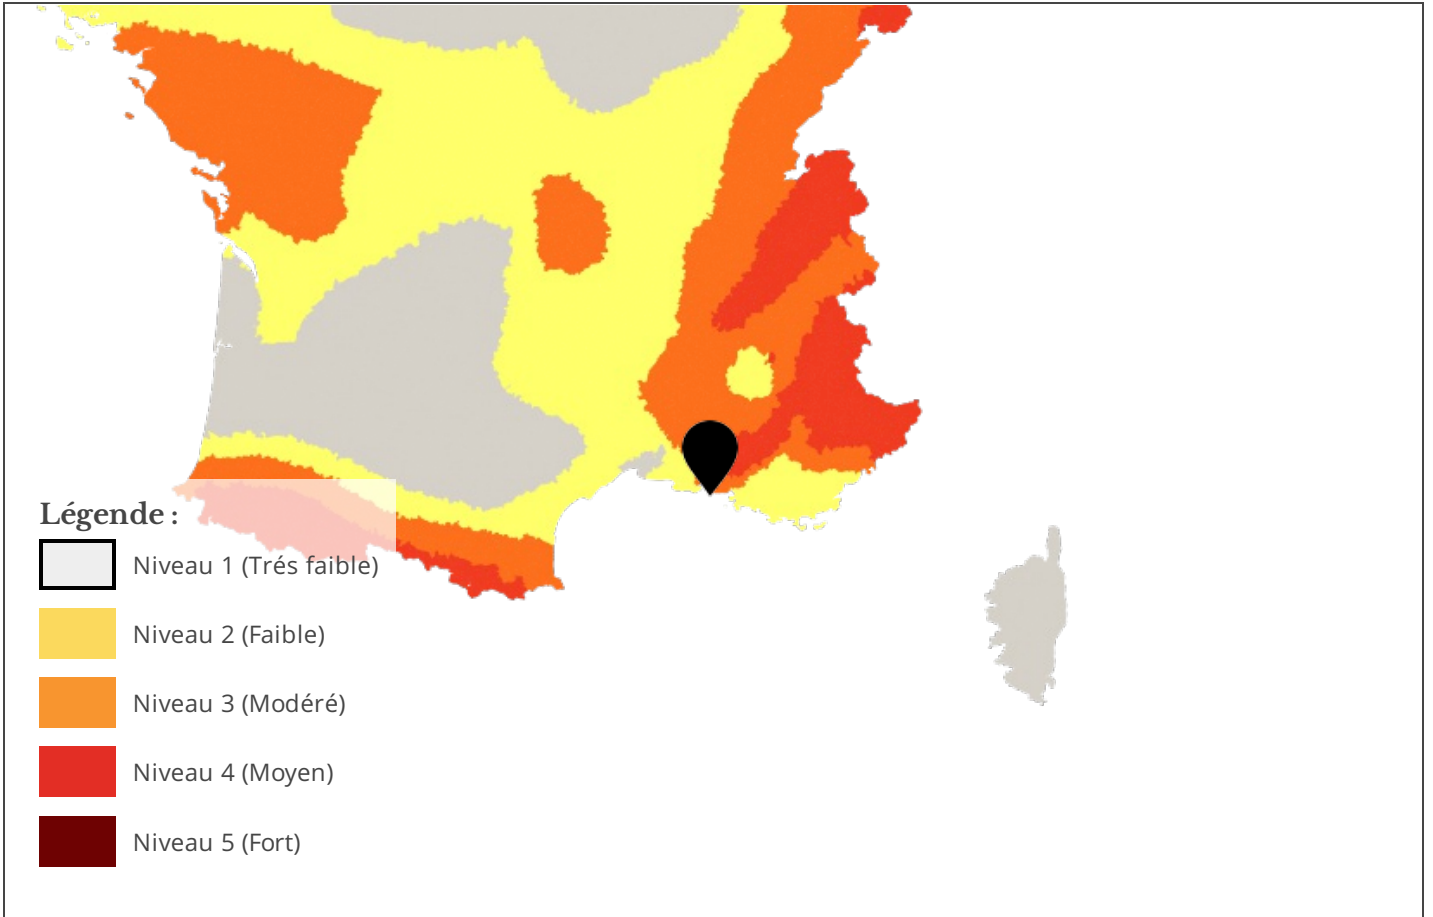 Légende :
Niveau 1 (Trés faible)
Niveau 2 (Faible)
Niveau 3 (Modéré)
Niveau 4 (Moyen)
Niveau 5 (Fort)